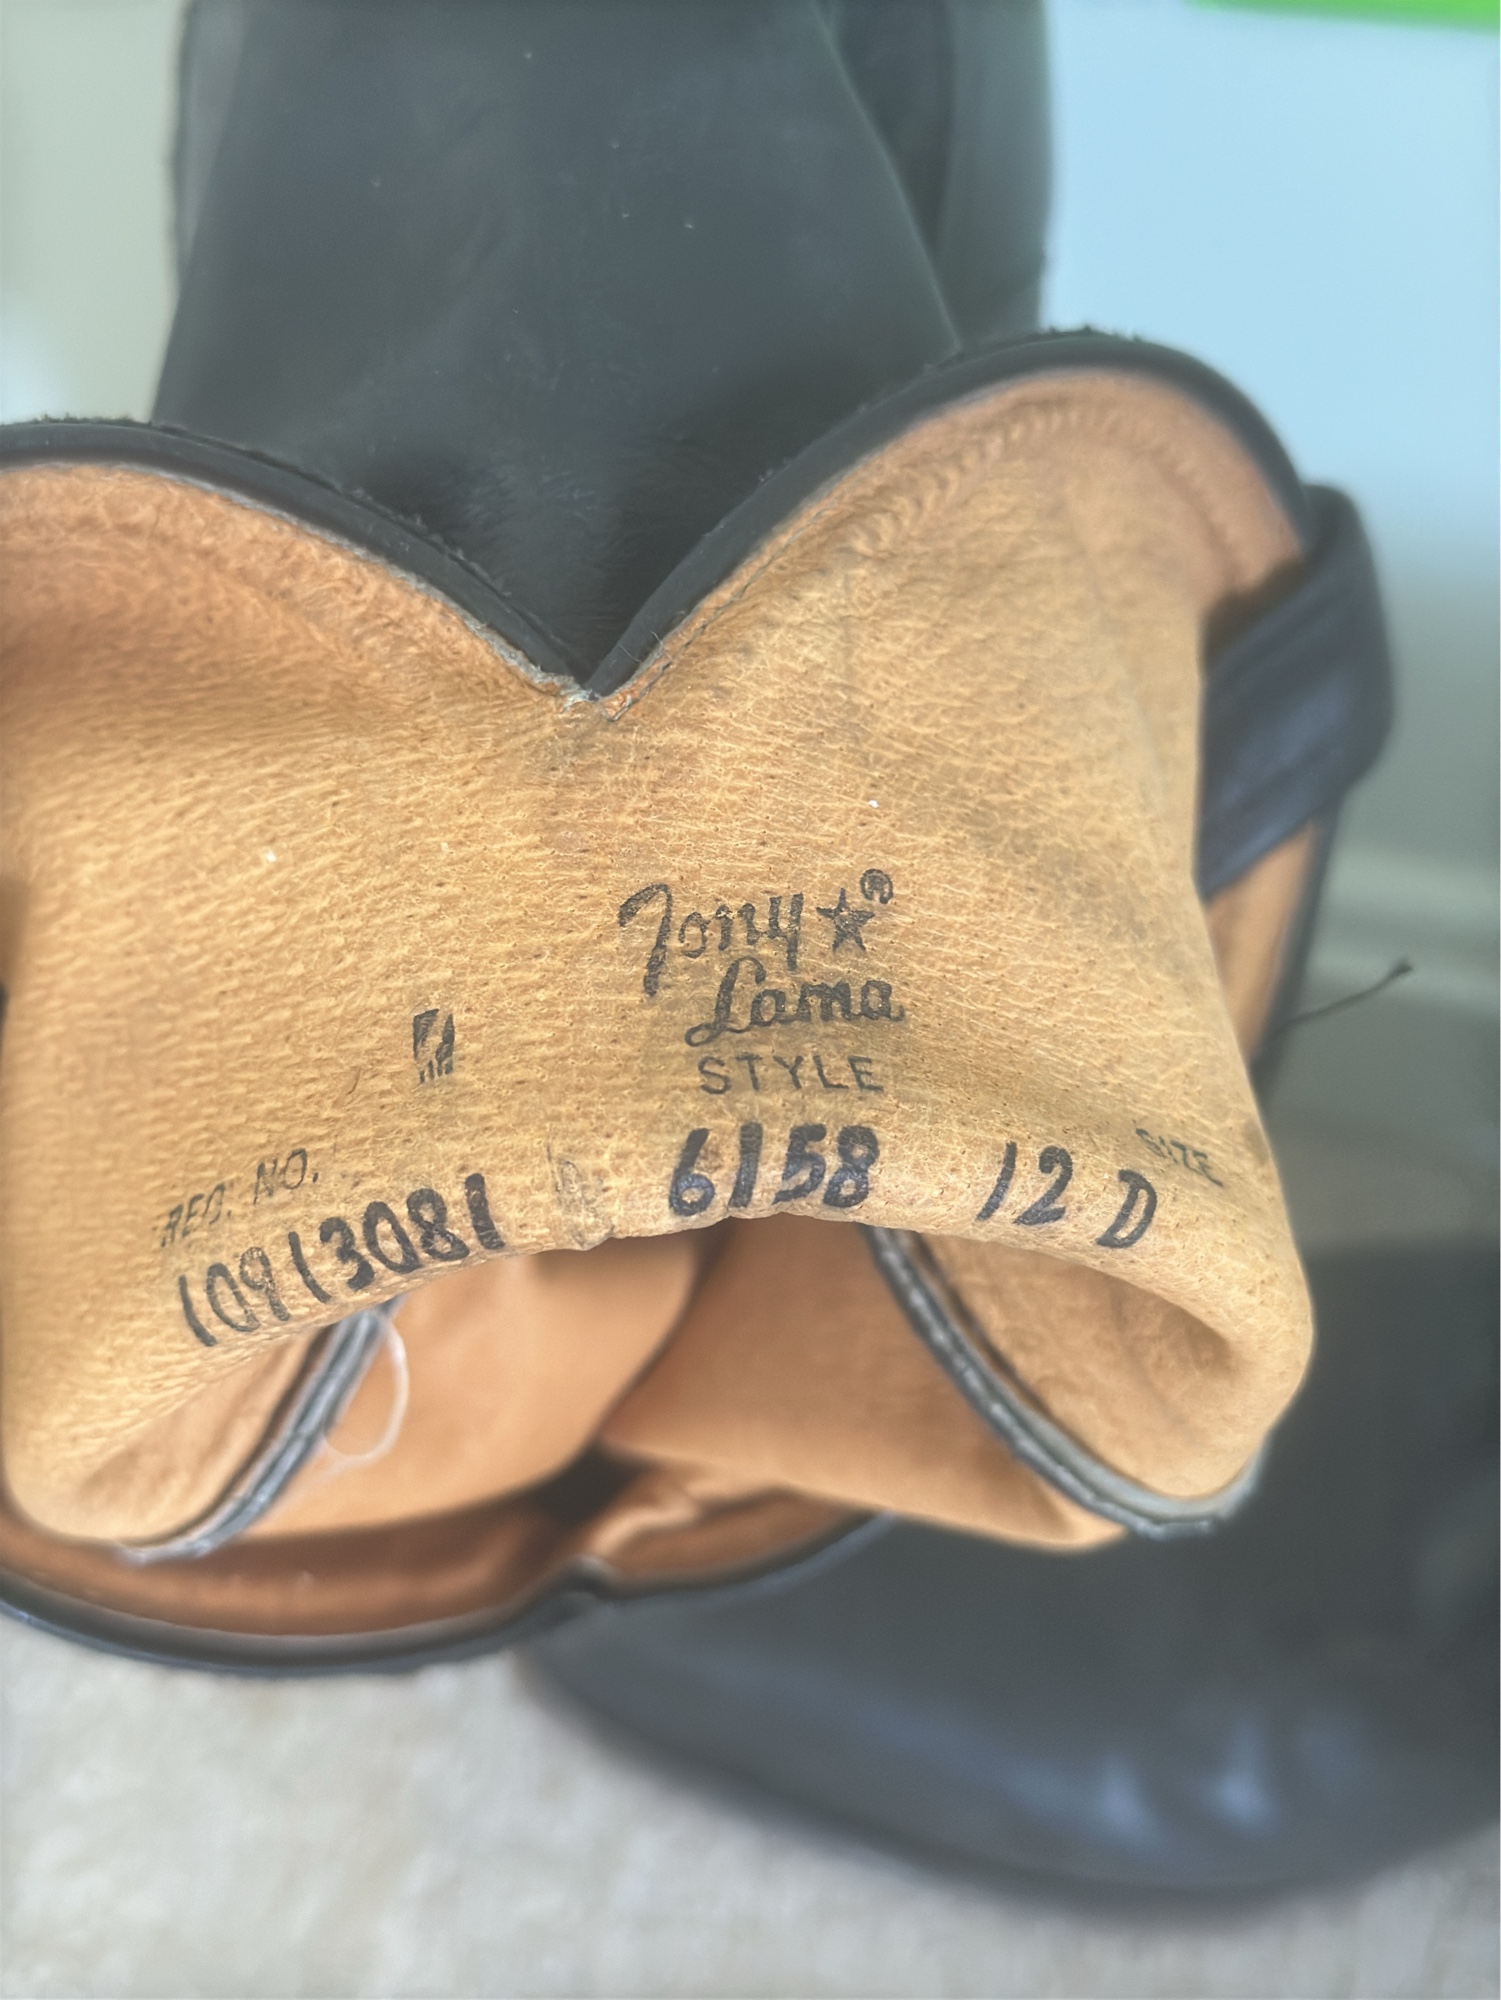 Tony ★®
Lama
STYLE
REG. NO.
SIZE
10913081
6158
12 D